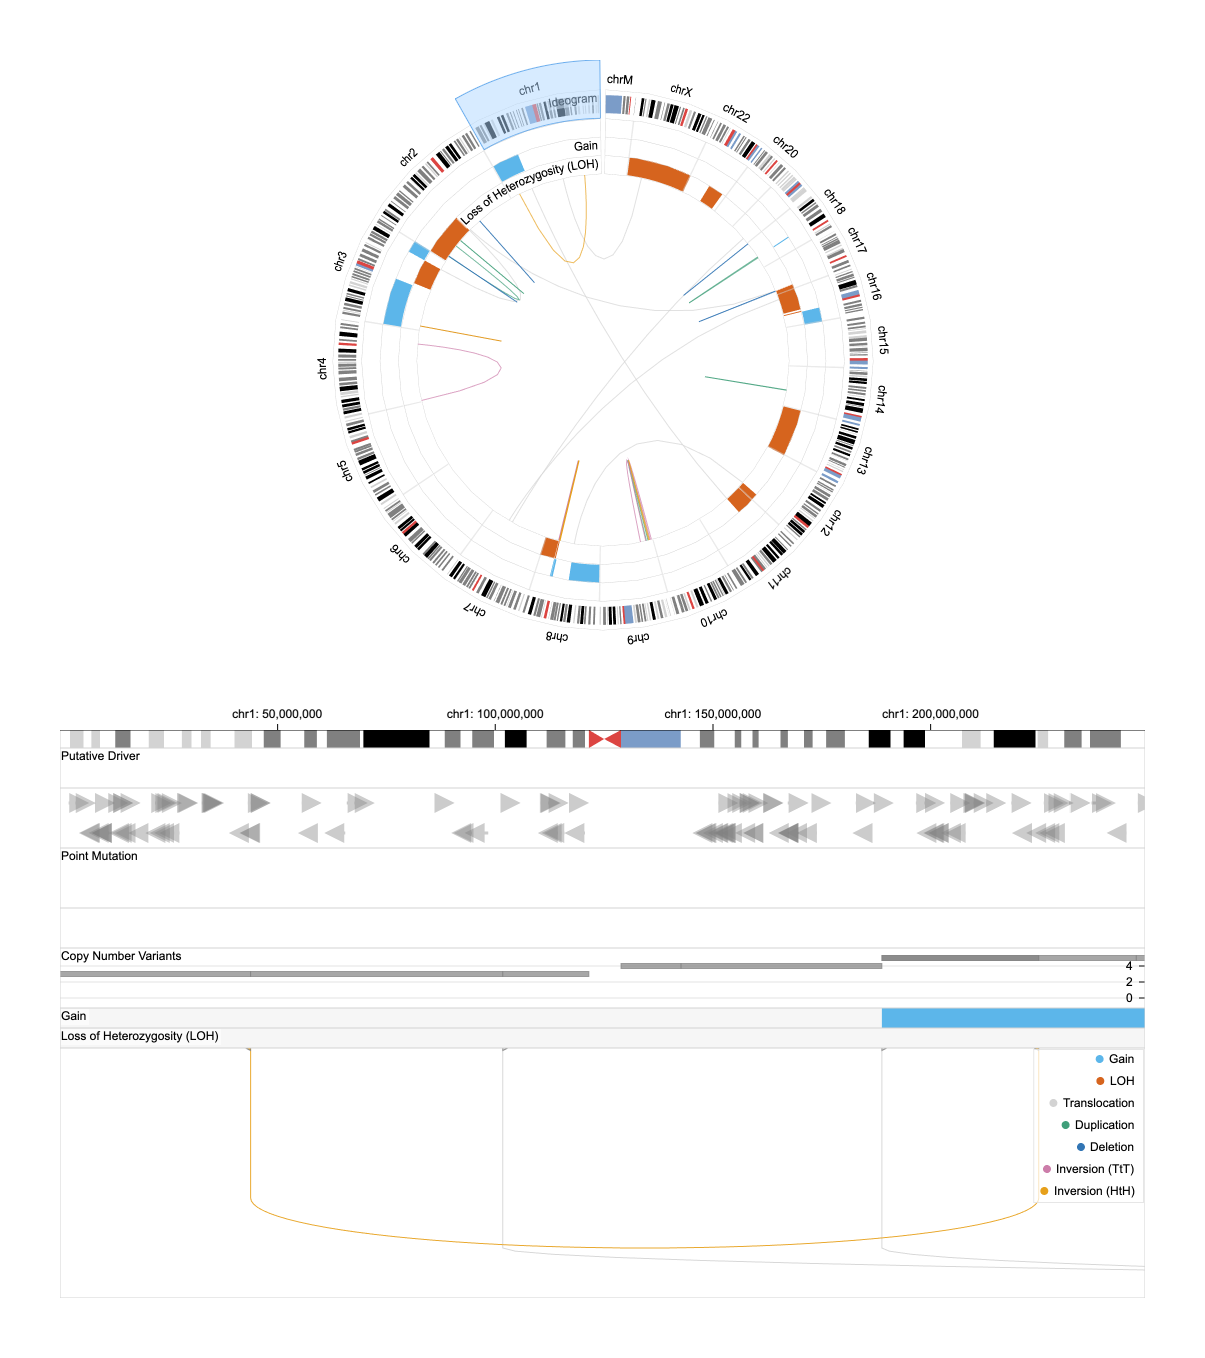 chrM
chrX
chr22
chr20
chr18
chr17
chr16
chr15
chr14
chr13
chr12
chr11
chr10
chr9
chr8
chr7
chr6
chr5
chr4
chr3
chr2
chr1
Ideogram
Gain
Loss of Heterozygosity (LOH)
chr1: 50,000,000 chr1: 100,000,000 chr1: 150,000,000 chr1: 200,000,000
Putative Driver
Point Mutation
Copy Number Variants
4
2
0
Gain
Loss of Heterozygosity (LOH)
Gain
LOH
Translocation
Duplication
Deletion
Inversion (TtT)
Inversion (HtH)